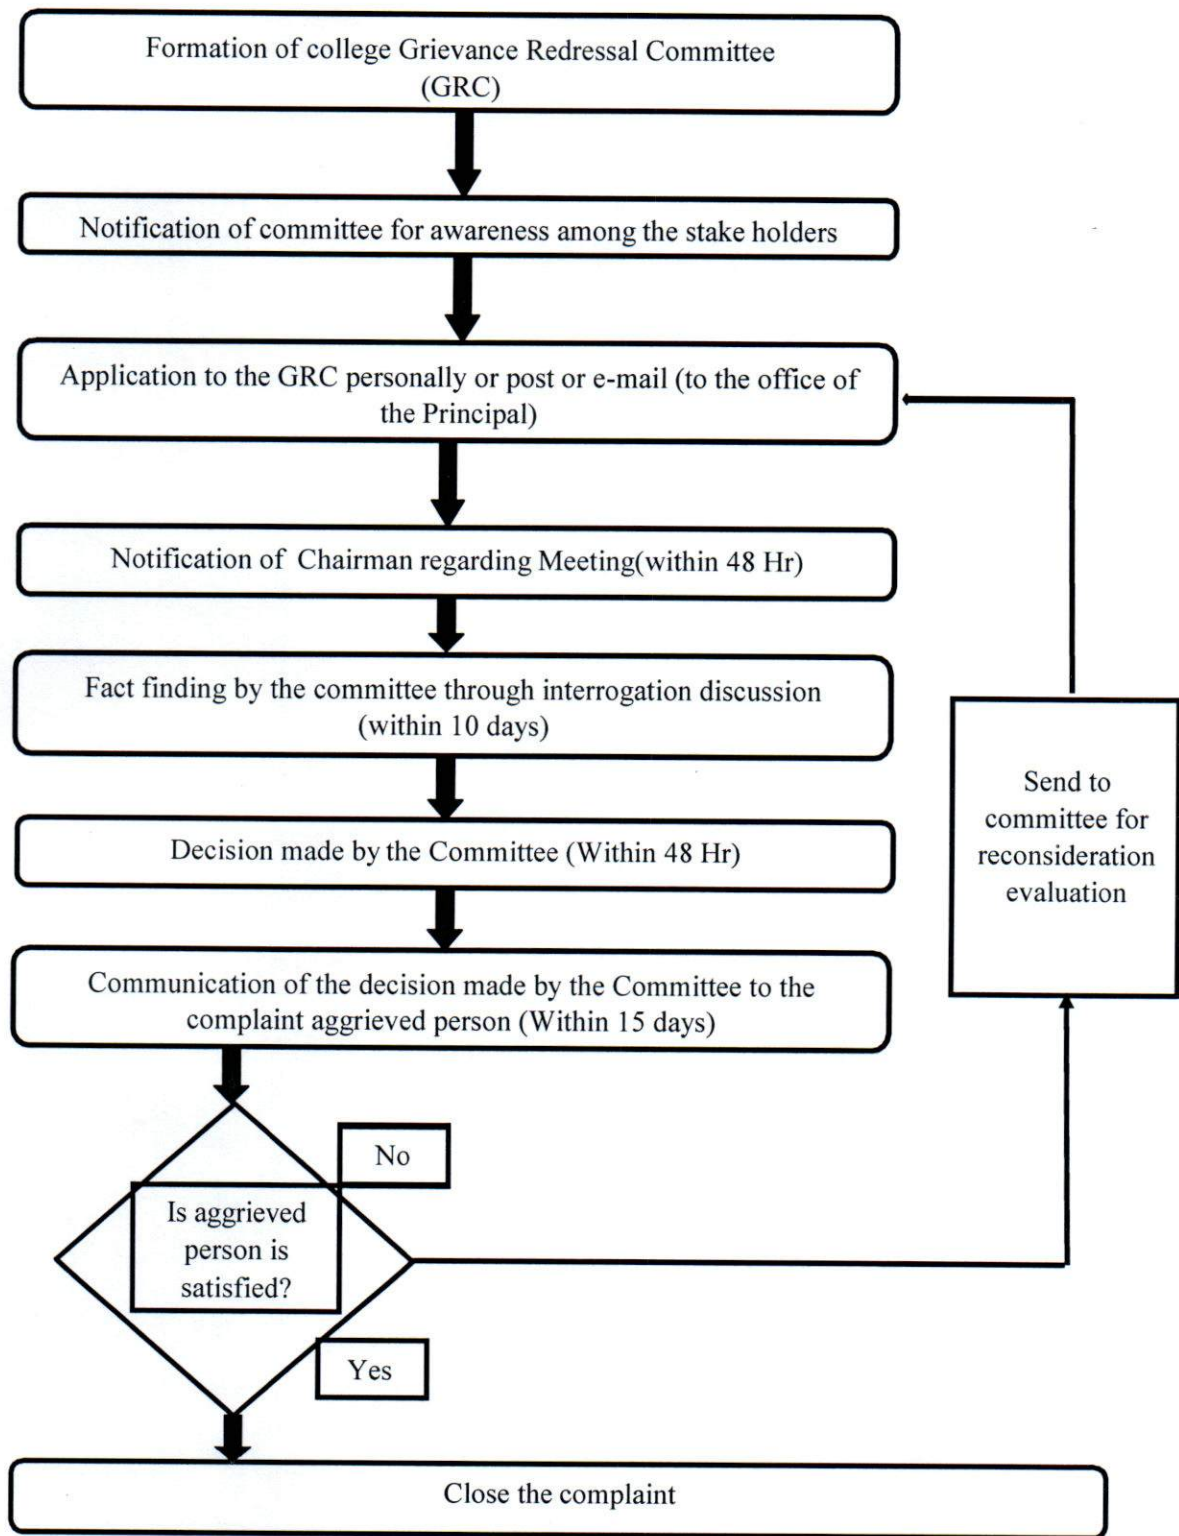 Formation of college Grievance Redressal Committee
(GRC)
Notification of committee for awareness among the stake holders
Application to the GRC personally or post or e-mail (to the office of
the Principal)
Notification of Chairman regarding Meeting(within 48 Hr)
Fact finding by the committee through interrogation discussion
(within 10 days)
Decision made by the Committee (Within 48 Hr)
Communication of the decision made by the Committee to the
complaint aggrieved person (Within 15 days)
Send to
committee for
reconsideration
evaluation
No
Is aggrieved
person is
satisfied?
Yes
Close the complaint